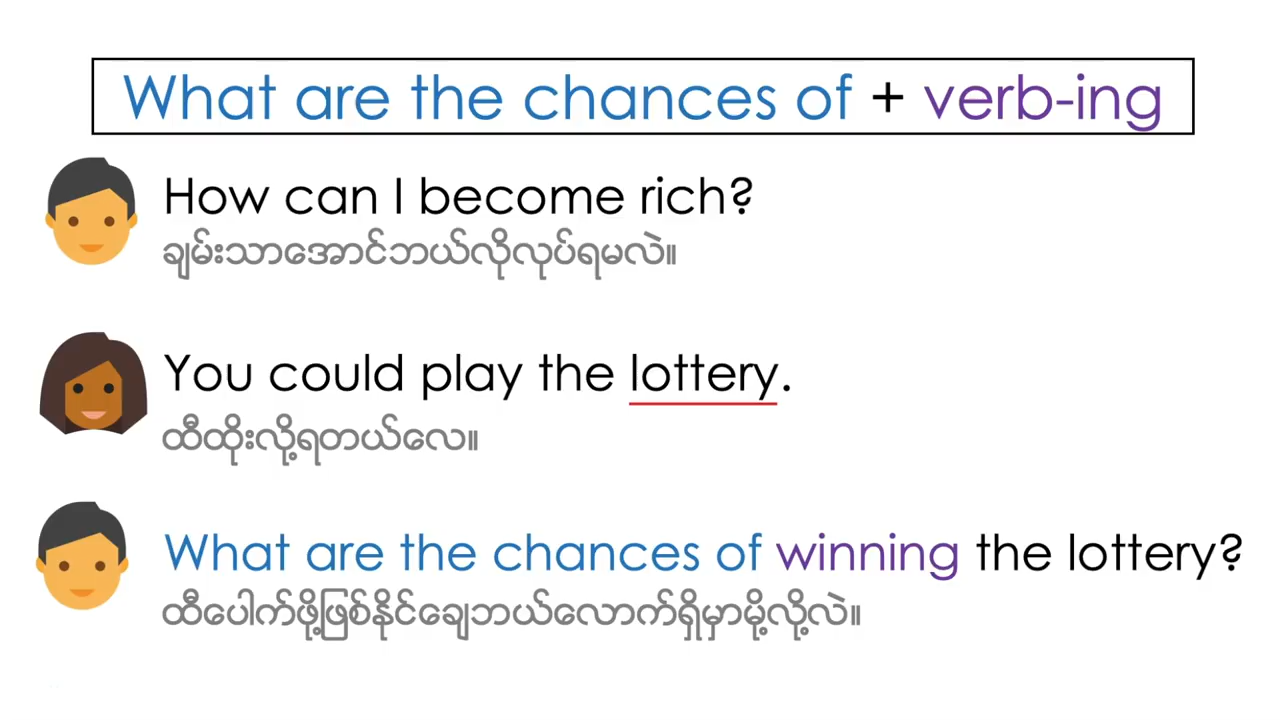 What are the chances of + verb-ing
How can I become rich?
ချမ်းသာအောင်ဘယ်လိုလုပ်ရမလဲ။
You could play the lottery.
ထီထိုးလို့ရတယ်လေ။
What are the chances of winning the lottery?
ထီပေါက်ဖို့ဖြစ်နိုင်ချေဘယ်လောက်ရှိမှာမို့လို့လဲ။